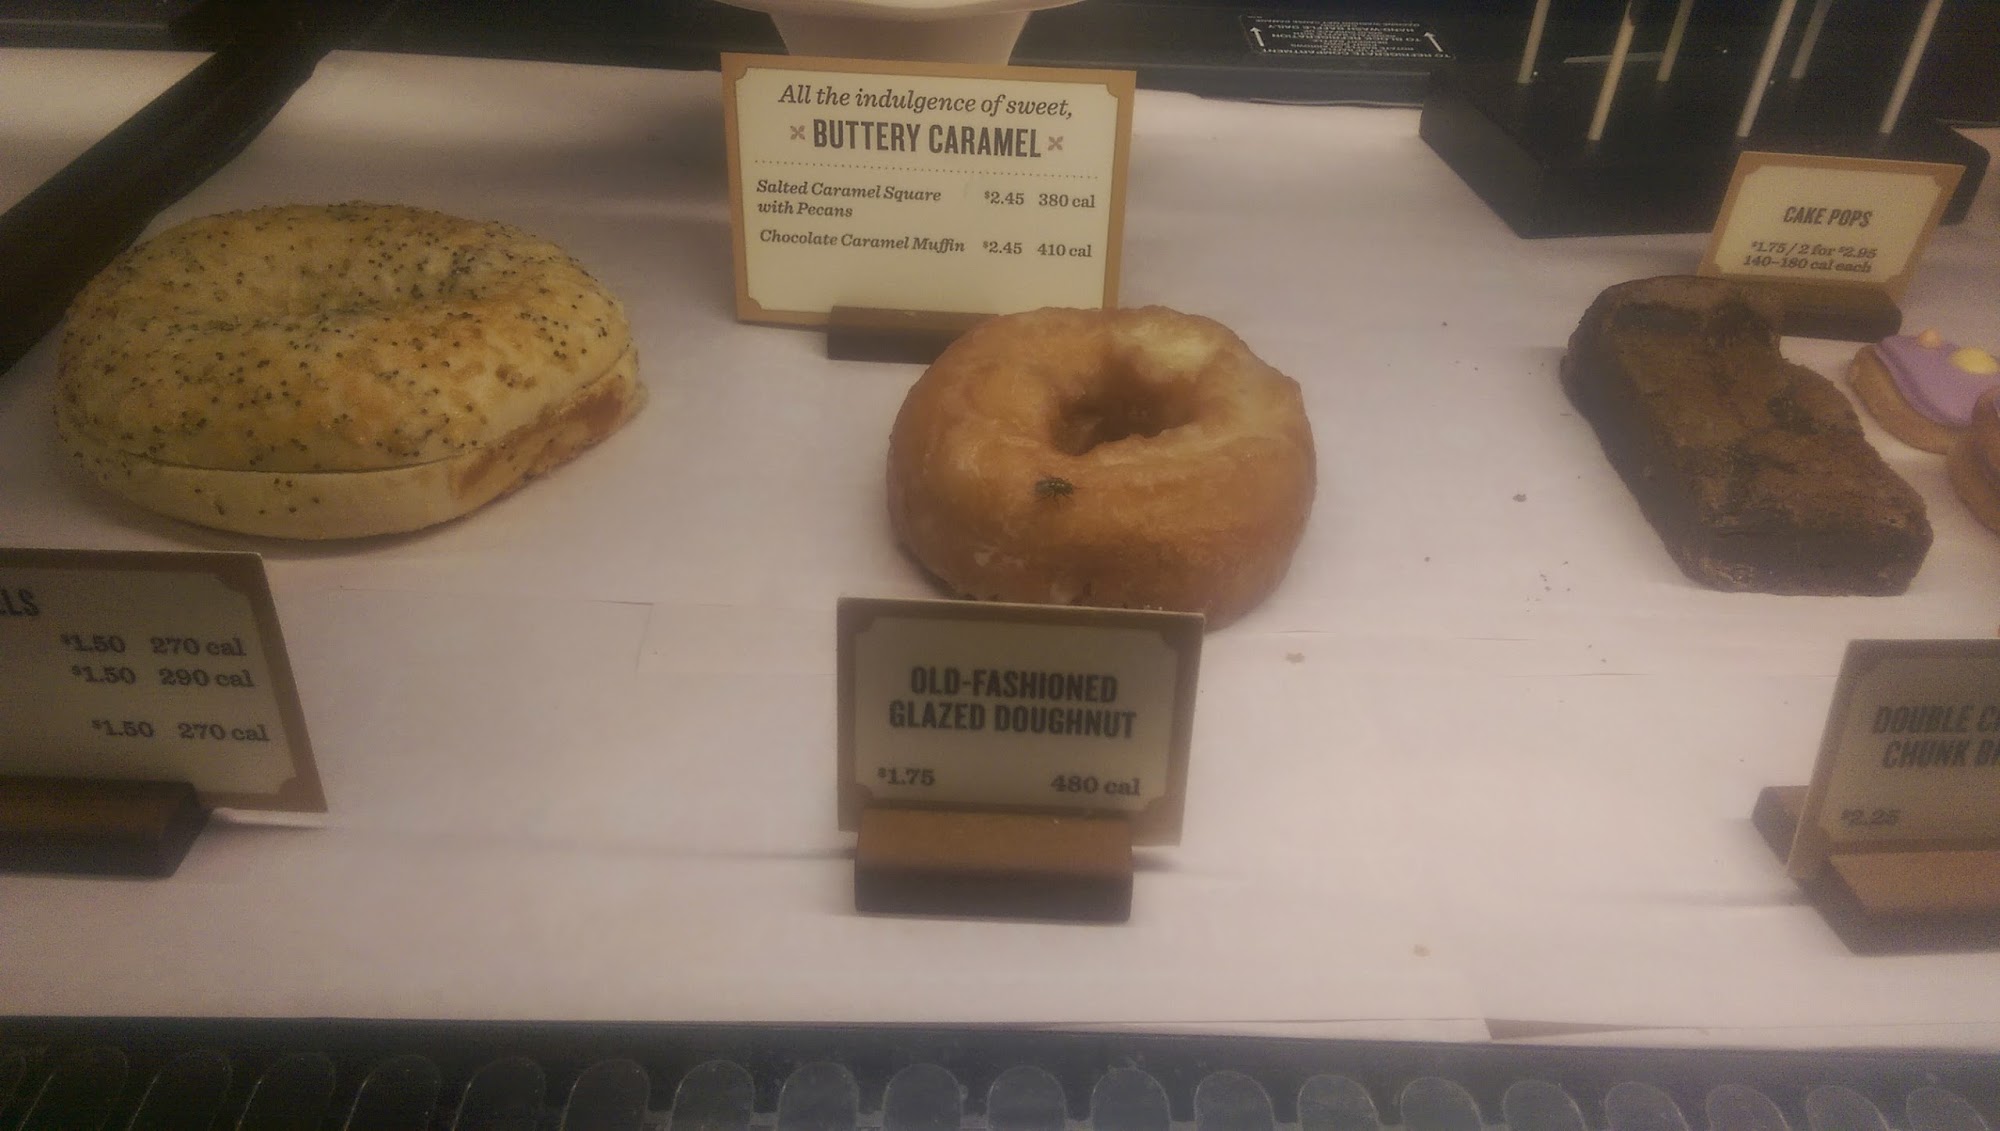 All the indulgence of sweet,
BUTTERY CARAMEL
Salted Caramel Square $2.45 380 cal
with Pecans
Chocolate Caramel Muffin $2.45 410 cal
CAKE POPS
$1.75/2 for $2.95
140–180 cal each
LS
$1.50 270 cal
$1.50 290 cal
$1.50 270 cal
OLD-FASHIONED
GLAZED DOUGHNUT
$1.75 480 cal
DOUBLE C
CHUNK B
$2.25